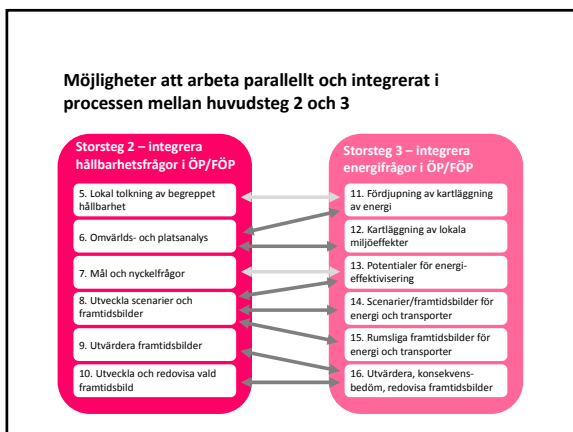 Möjligheter att arbeta parallellt och integrerat i
processen mellan huvudsteg 2 och 3
Storsteg 2 – integrera
hållbarhetsfrågor i ÖP/FÖP
5. Lokal tolkning av begreppet
hållbarhet
6. Omvärlds- och platsanalys
7. Mål och nyckelfrågor
8. Utveckla scenarier och
framtidsbilder
9. Utvärdera framtidsbilder
10. Utveckla och redovisa vald
framtidsbild
Storsteg 3 – integrera
energifrågor i ÖP/FÖP
11. Fördjupning av kartläggning
av energi
12. Kartläggning av lokala
miljöeffekter
13. Potentialer för energi-
effektivisering
14. Scenarier/framtidsbilder för
energi och transporter
15. Rumsliga framtidsbilder för
energi och transporter
16. Utvärdera, konsekvens-
bedöm, redovisa framtidsbilder